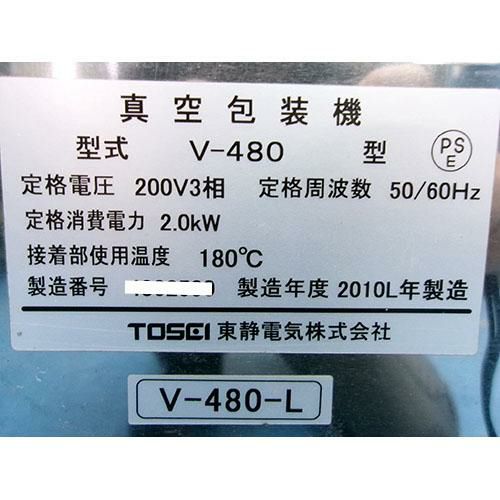 真空包装機
型式 V-480 型 PSE
定格電圧 200V3相 定格周波数 50/60Hz
定格消費電力 2.0kW
接着部使用温度 180℃
製造番号 製造年度 2010L年製造
TOSEI 東静電気株式会社
V-480-L